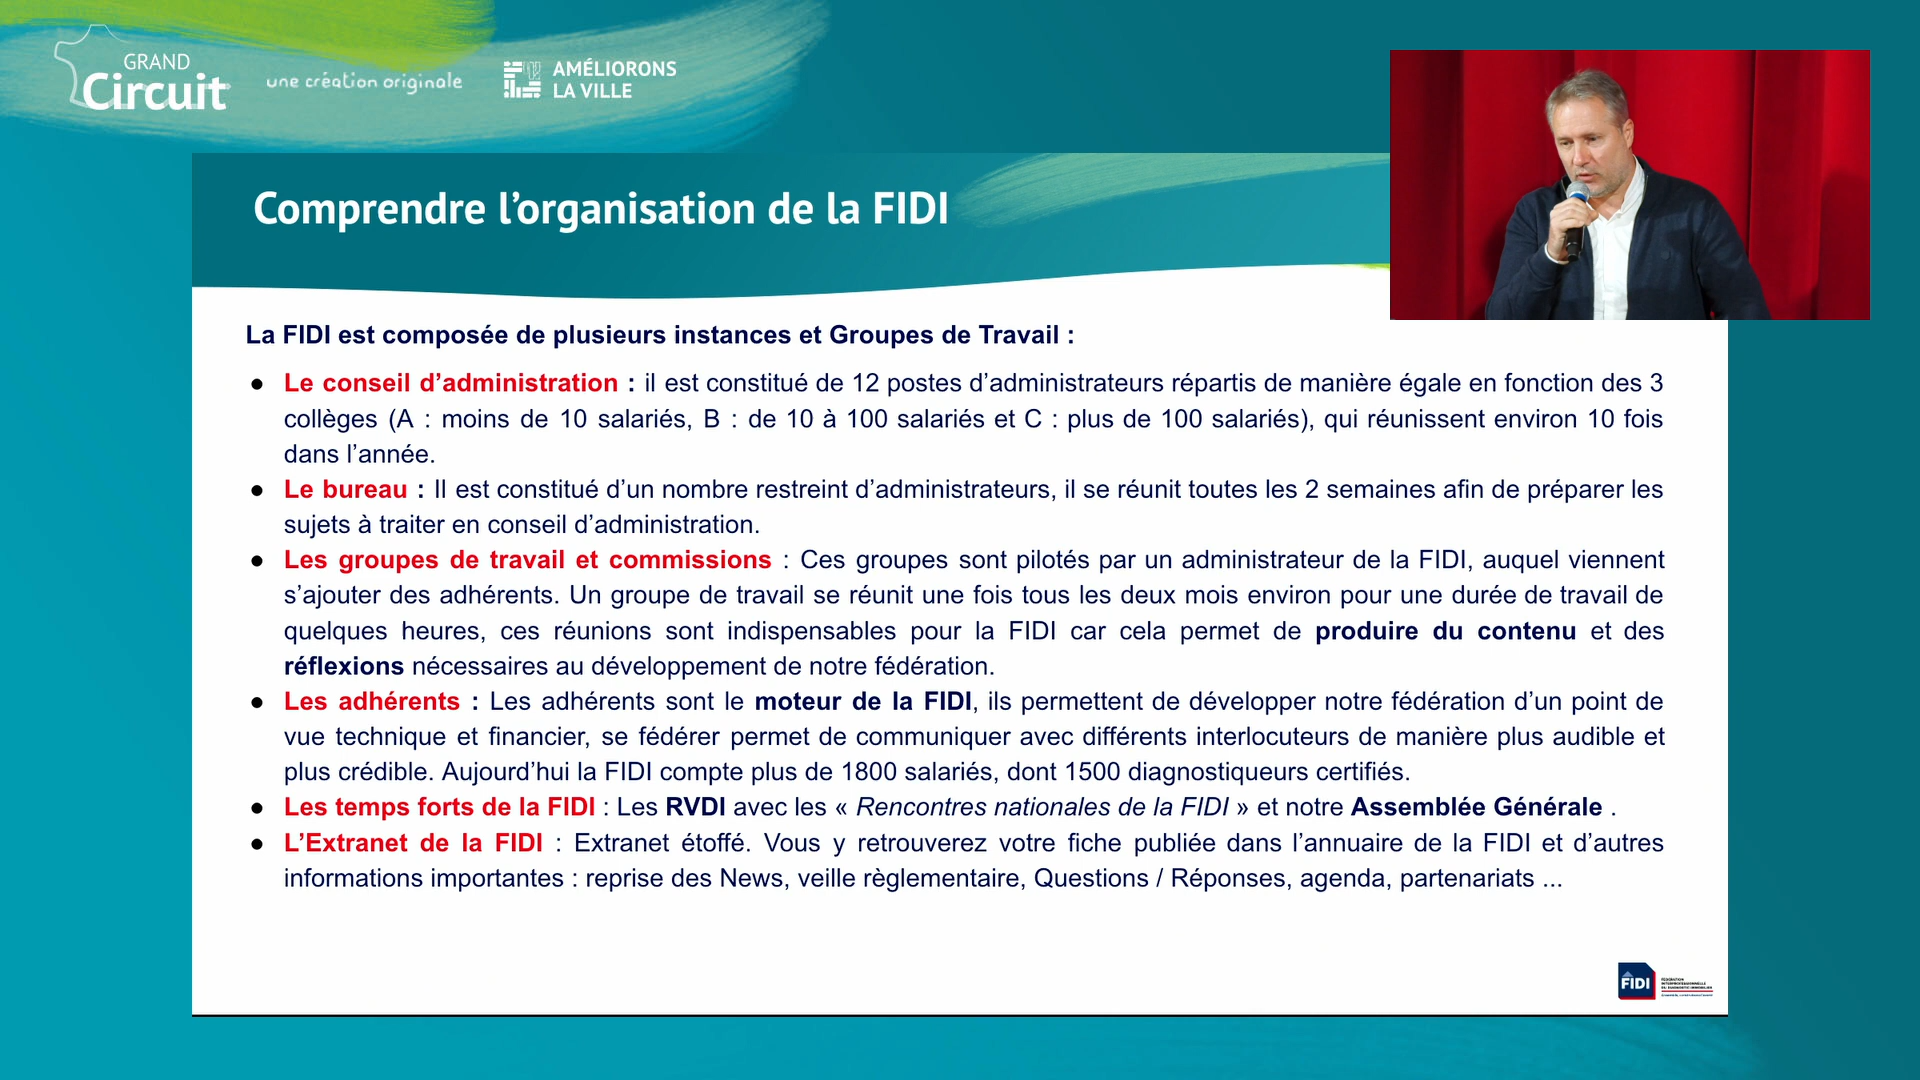 GRAND
Circuit
une création originale
AMÉLIORONS
LA VILLE
Comprendre l’organisation de la FIDI
La FIDI est composée de plusieurs instances et Groupes de Travail :
● Le conseil d’administration : il est constitué de 12 postes d’administrateurs répartis de manière égale en fonction des 3
collèges (A : moins de 10 salariés, B : de 10 à 100 salariés et C : plus de 100 salariés), qui réunissent environ 10 fois
dans l’année.
● Le bureau : Il est constitué d’un nombre restreint d’administrateurs, il se réunit toutes les 2 semaines afin de préparer les
sujets à traiter en conseil d’administration.
● Les groupes de travail et commissions : Ces groupes sont pilotés par un administrateur de la FIDI, auquel viennent
s’ajouter des adhérents. Un groupe de travail se réunit une fois tous les deux mois environ pour une durée de travail de
quelques heures, ces réunions sont indispensables pour la FIDI car cela permet de produire du contenu et des
réflexions nécessaires au développement de notre fédération.
● Les adhérents : Les adhérents sont le moteur de la FIDI, ils permettent de développer notre fédération d’un point de
vue technique et financier, se fédérer permet de communiquer avec différents interlocuteurs de manière plus audible et
plus crédible. Aujourd’hui la FIDI compte plus de 1800 salariés, dont 1500 diagnostiqueurs certifiés.
● Les temps forts de la FIDI : Les RVDI avec les « Rencontres nationales de la FIDI » et notre Assemblée Générale .
● L’Extranet de la FIDI : Extranet étoffé. Vous y retrouverez votre fiche publiée dans l’annuaire de la FIDI et d’autres
informations importantes : reprise des News, veille règlementaire, Questions / Réponses, agenda, partenariats ...
FIDI
FÉDÉRATION
INTERPROFESSIONNELLE
DU DIAGNOSTIC IMMOBILIER